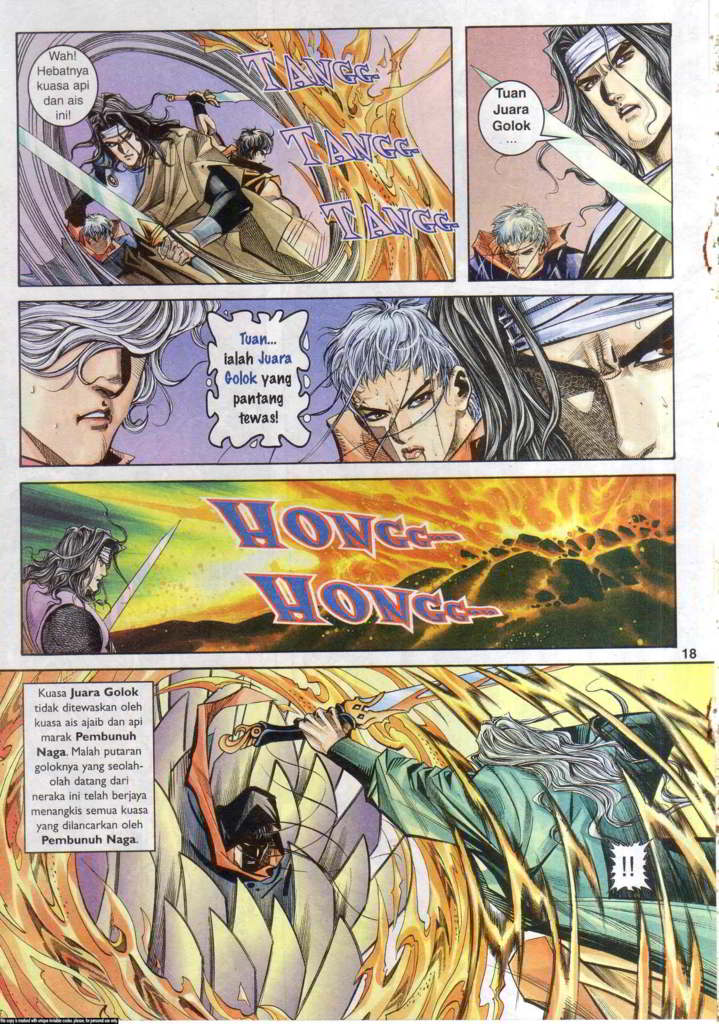 Wah!
Hebatnya
kuasa api
dan ais
ini!
TANGG--
TANGG--
TANGG--
Tuan
Juara
Golok
...
Tuan...
ialah Juara
Golok yang
pantang
tewas!
HONGG--
HONGG--
18
Kuasa Juara Golok
tidak ditewaskan oleh
kuasa ais ajaib dan api
marak Pembunuh
Naga. Malah putaran
goloknya yang seolah-
olah datang dari
neraka ini telah berjaya
menangkis semua kuasa
yang dilancarkan oleh
Pembunuh Naga.
!!